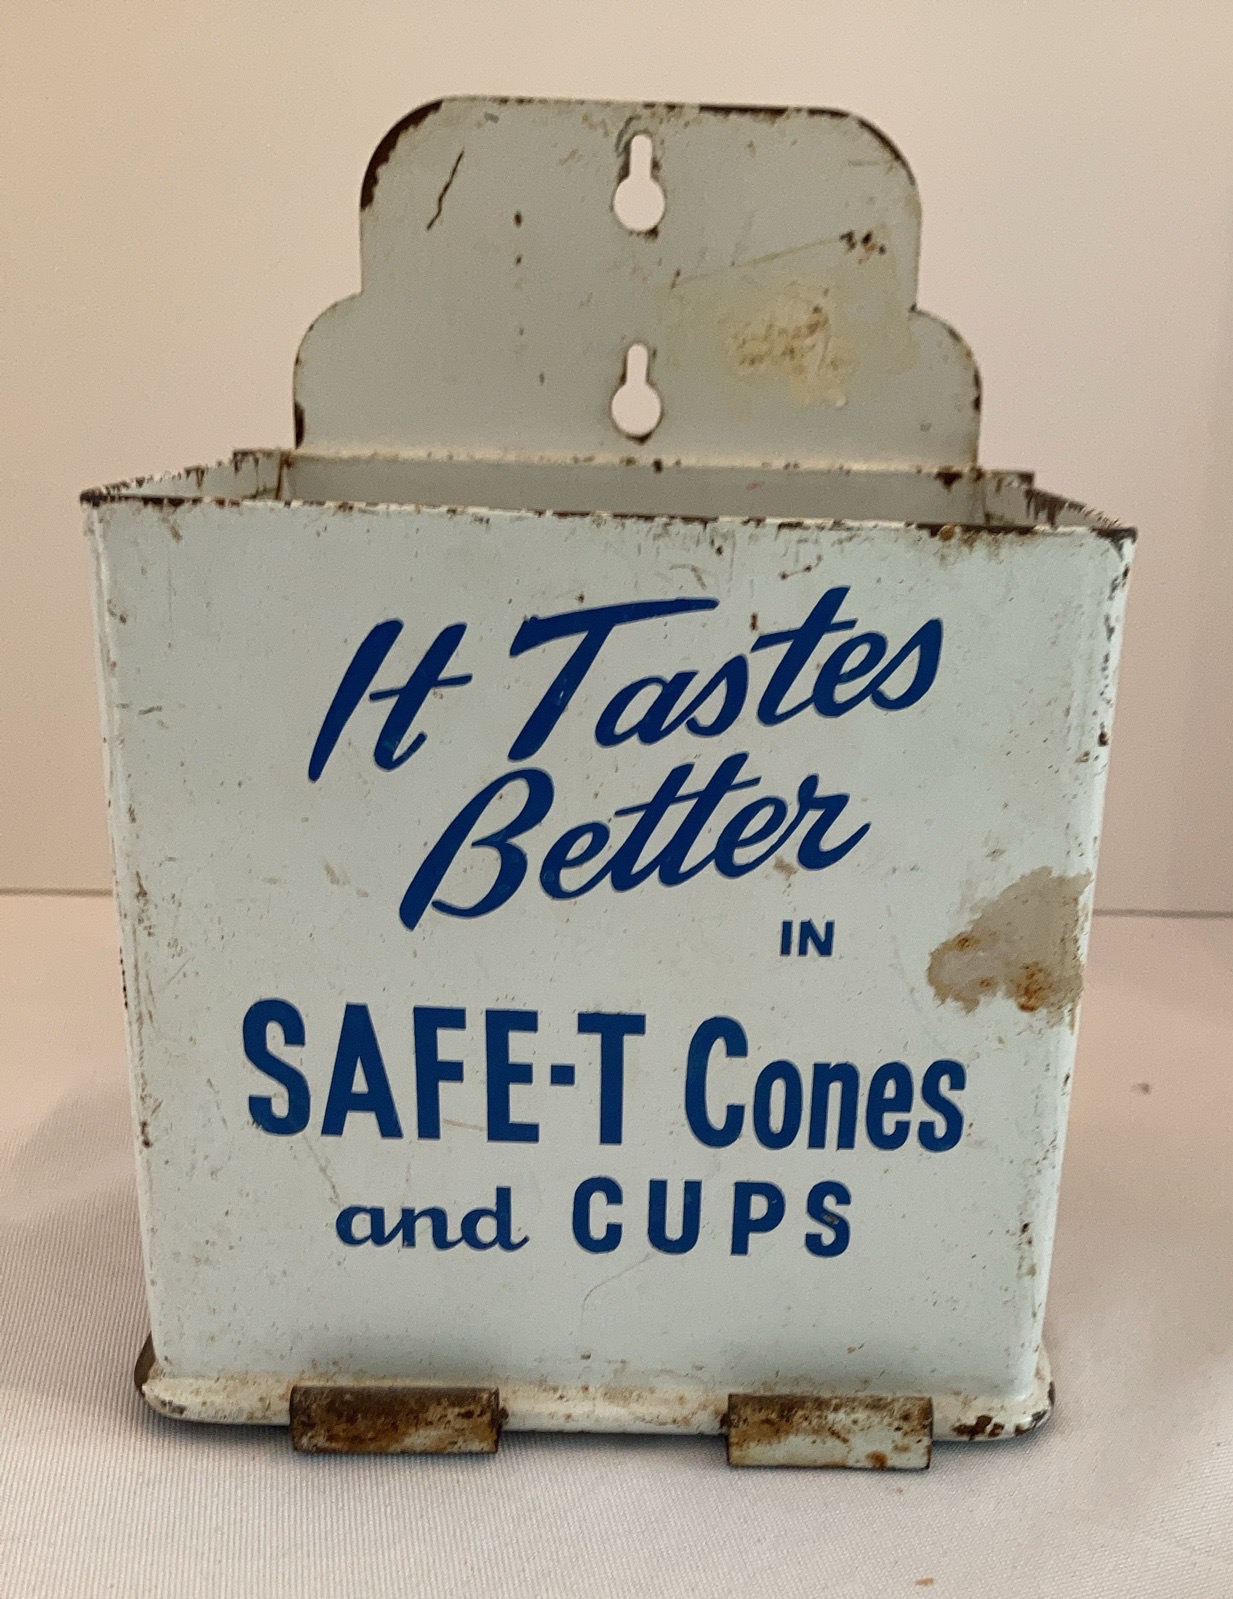 It Tastes
Better
IN
SAFE-T Cones
and CUPS